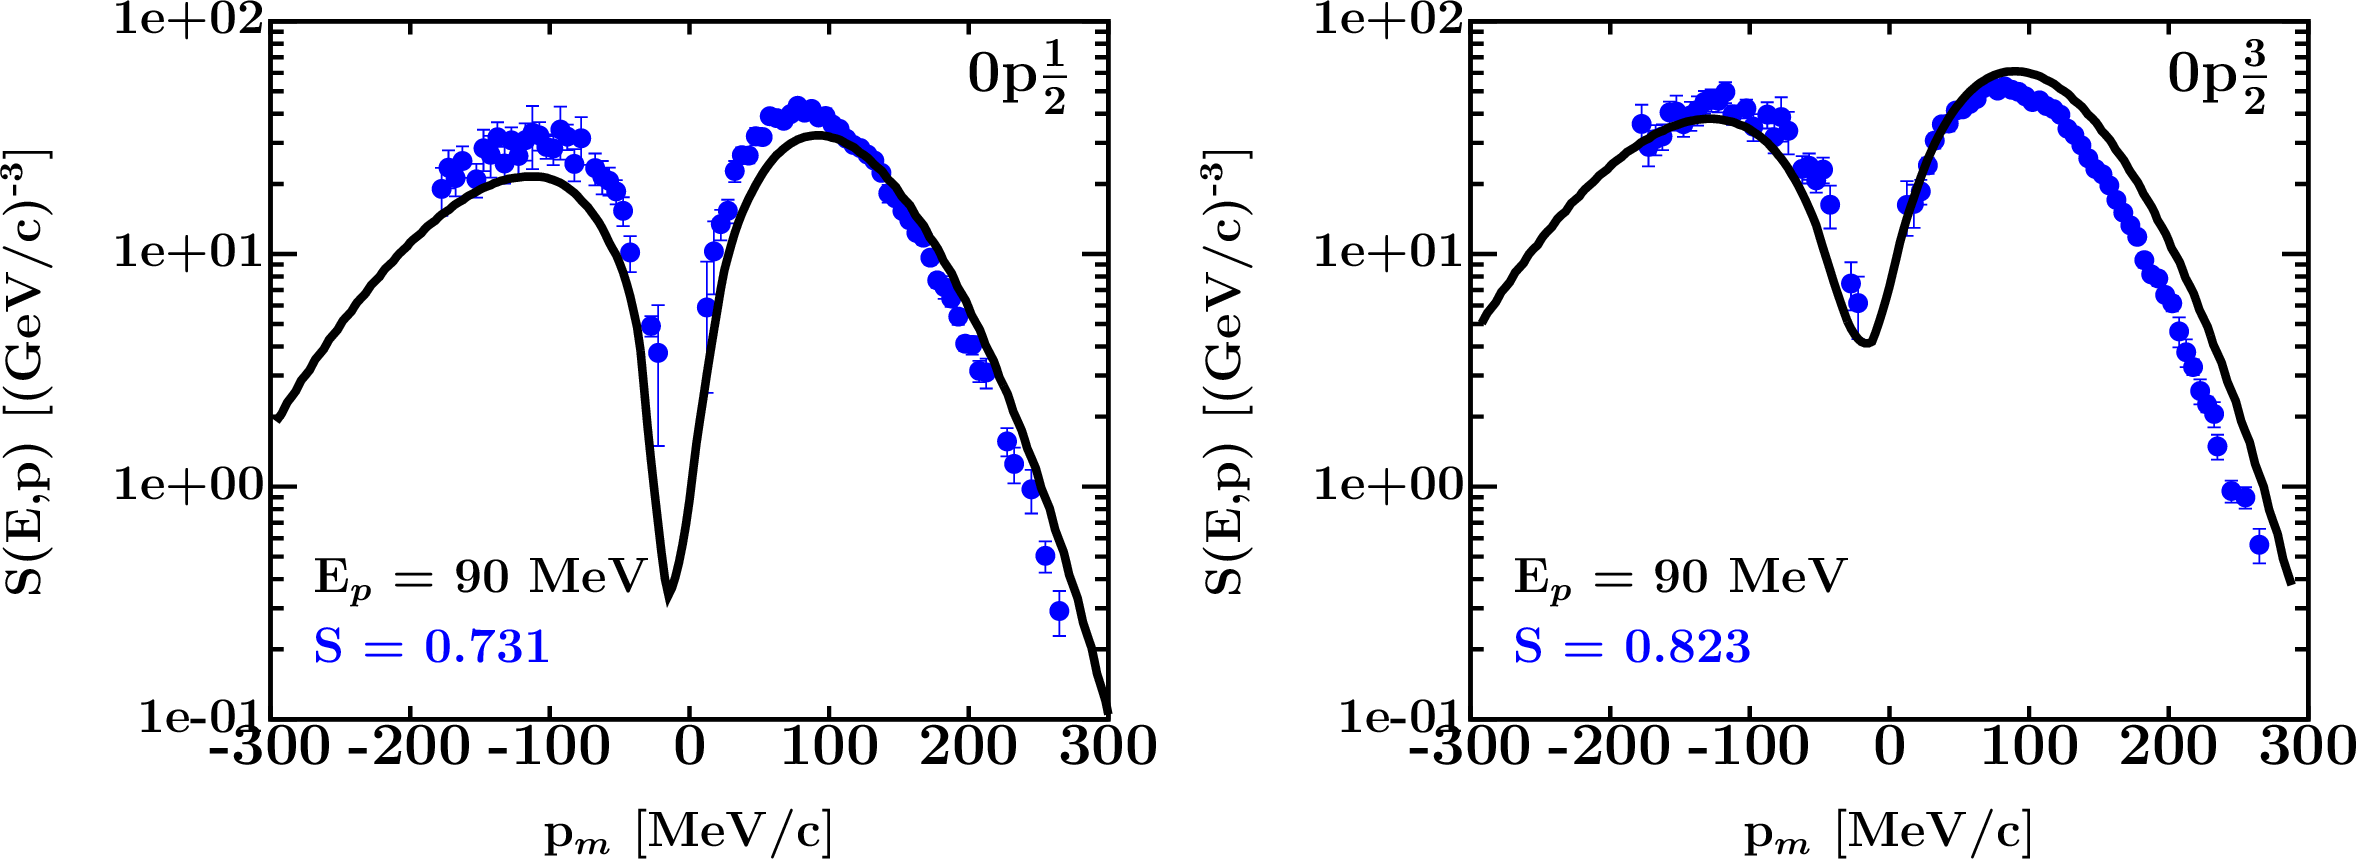 1e+02
1e+01
1e+00
1e-01
S(E,p) [(GeV/c)-3]
0p1/2
Ep = 90 MeV
S = 0.731
-300 -200 -100 0 100 200 300
pm [MeV/c]
1e+02
1e+01
1e+00
1e-01
S(E,p) [(GeV/c)-3]
0p3/2
Ep = 90 MeV
S = 0.823
-300 -200 -100 0 100 200 300
pm [MeV/c]